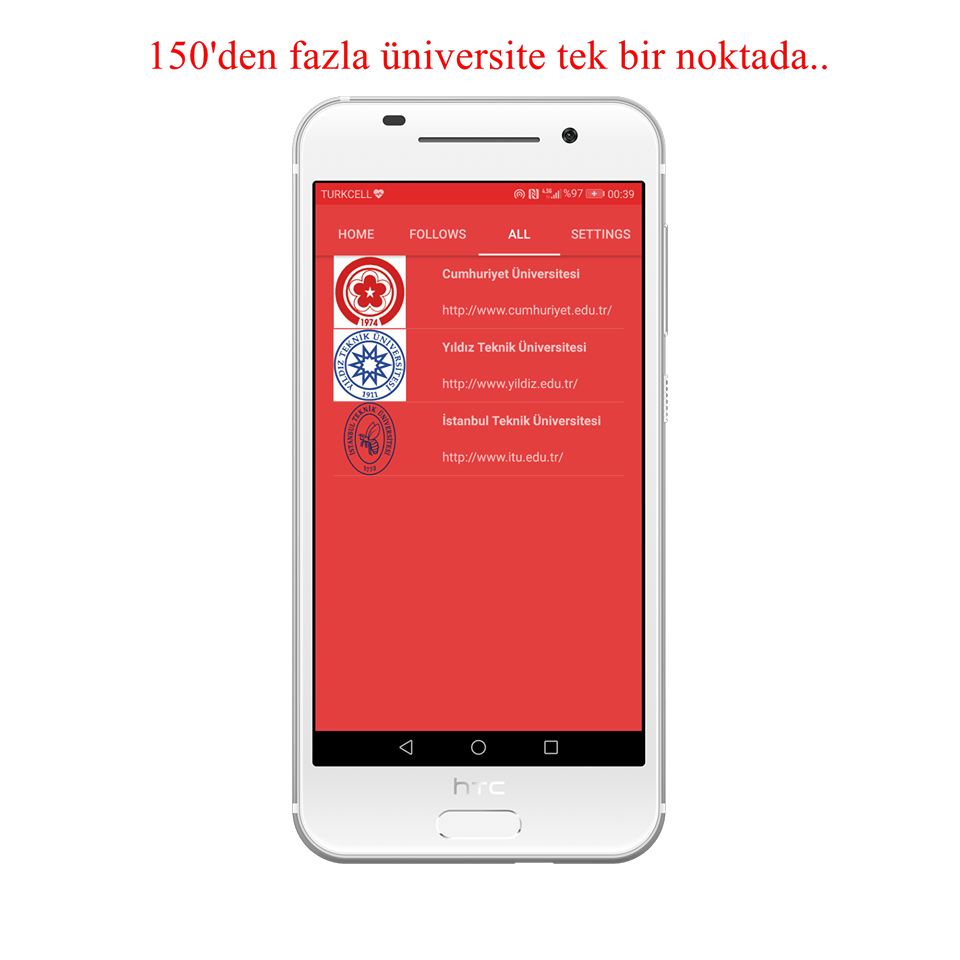 150'den fazla üniversite tek bir noktada..
TURKCELL 4.5G %97 00:39
HOME FOLLOWS ALL SETTINGS
Cumhuriyet Üniversitesi
http://www.cumhuriyet.edu.tr/
1974
YILDIZ TEKNİK ÜNİVERSİTESİ
1911
Yıldız Teknik Üniversitesi
http://www.yildiz.edu.tr/
İSTANBUL TEKNİK ÜNİVERSİTESİ
1773
İstanbul Teknik Üniversitesi
http://www.itu.edu.tr/
hTC